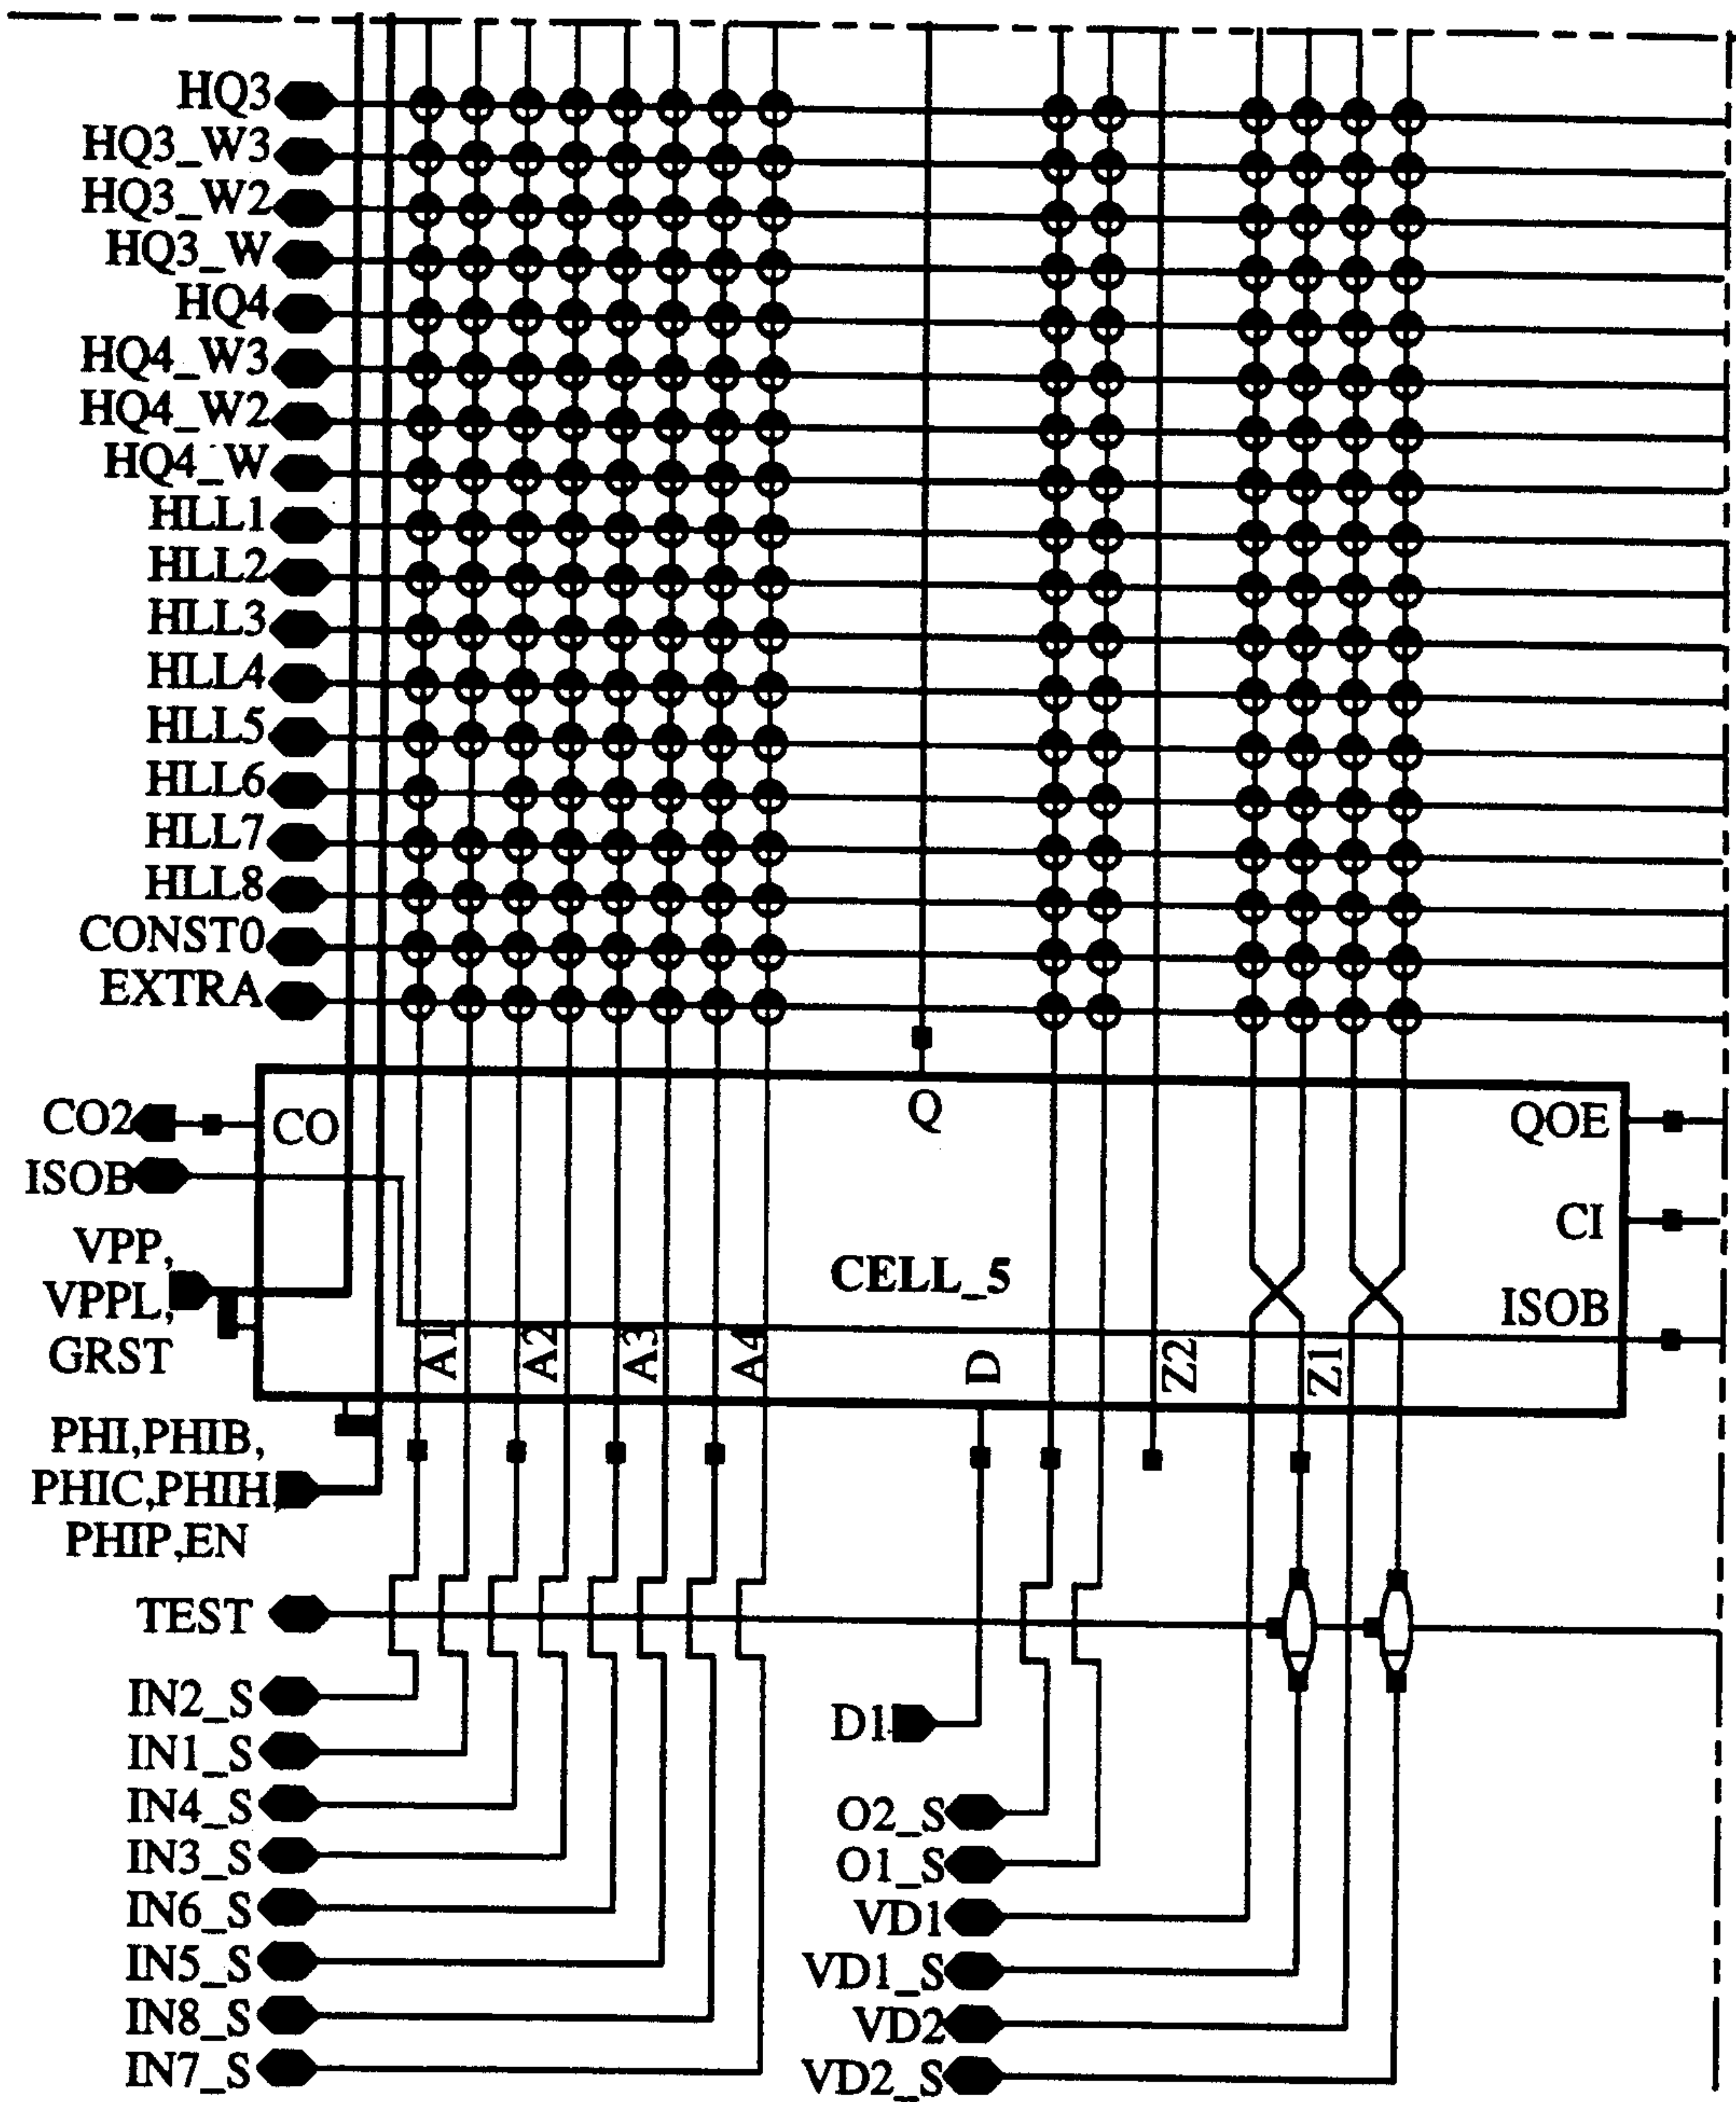 HQ3
HQ3_W3
HQ3_W2
HQ3_W
HQ4
HQ4_W3
HQ4_W2
HQ4_W
HLL1
HLL2
HLL3
HLL4
HLL5
HLL6
HLL7
HLL8
CONST0
EXTRA
CO2
CO
Q
QOE
ISOB
CI
VPP,
VPPL,
GRST
CELL_5
ISOB
A1
A2
A3
A4
D
Z2
Z1
PHI,PHIB,
PHIC,PHIH,
PHIP,EN
TEST
IN2_S
IN1_S
IN4_S
IN3_S
IN6_S
IN5_S
IN8_S
IN7_S
D1
O2_S
O1_S
VD1
VD1_S
VD2
VD2_S